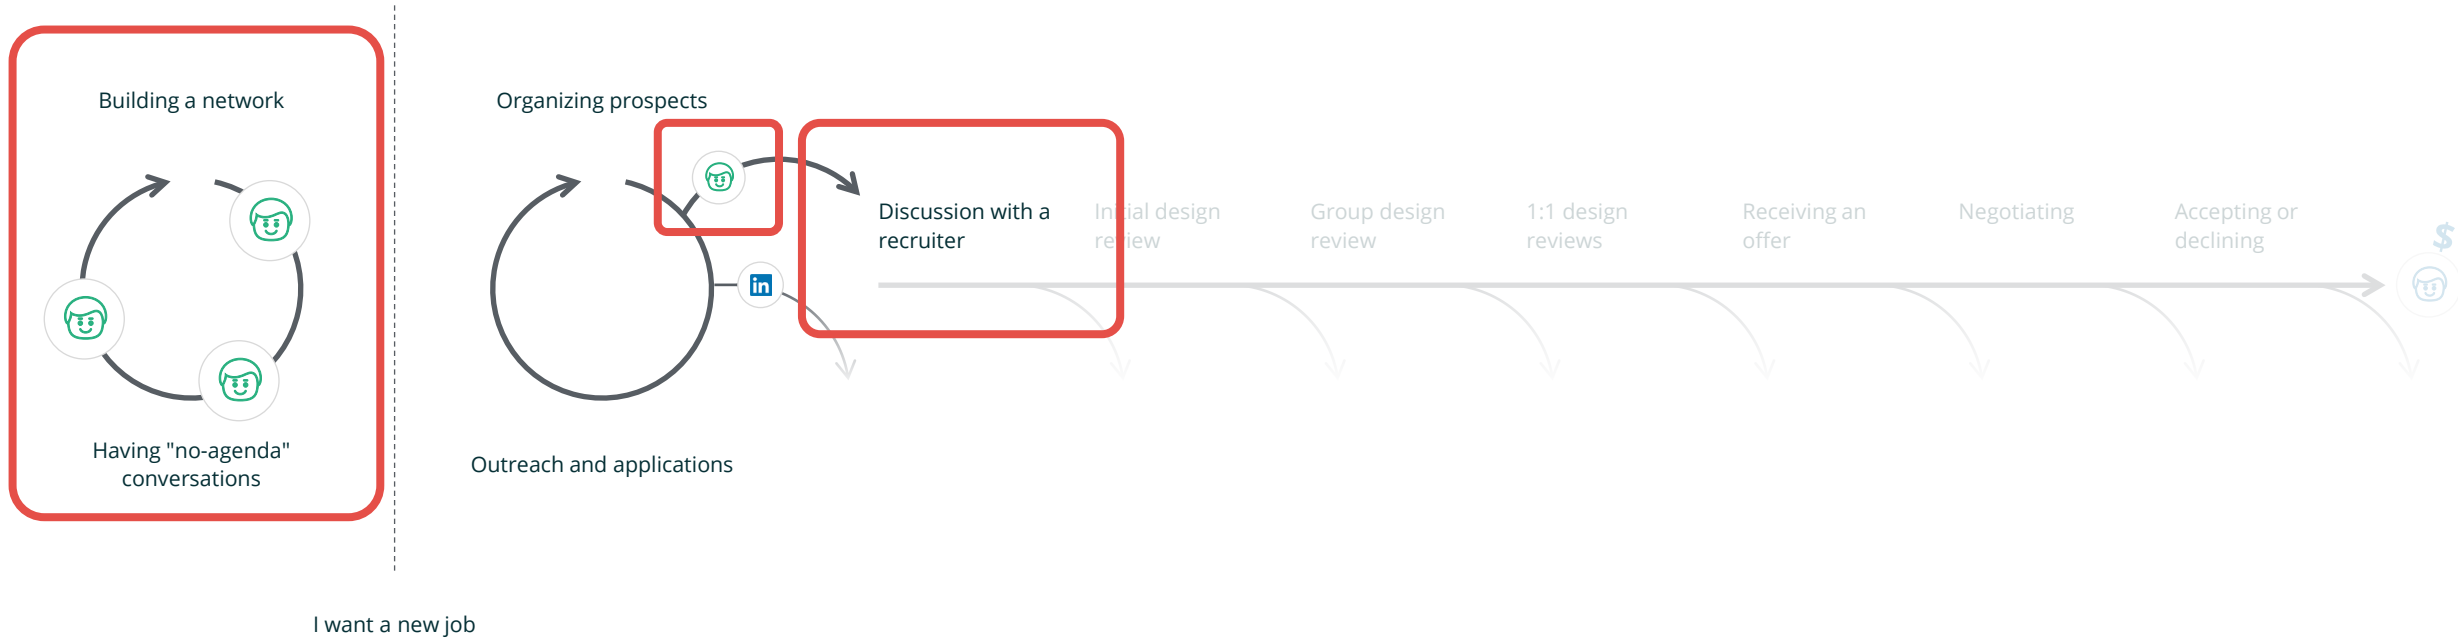 Building a network
Having "no-agenda"
conversations
I want a new job
Organizing prospects
Outreach and applications
in
Discussion with a
recruiter
Initial design
review
Group design
review
1:1 design
reviews
Receiving an
offer
Negotiating
Accepting or
declining
$